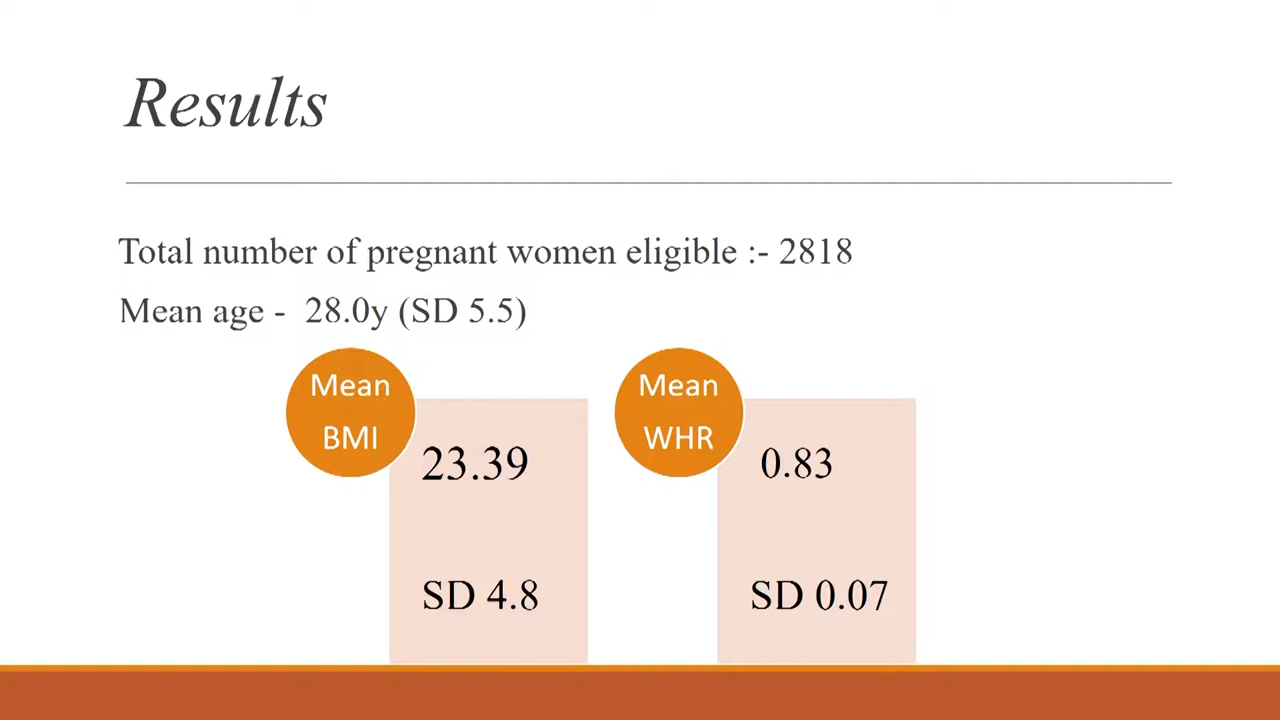 Results
Total number of pregnant women eligible :- 2818
Mean age - 28.0y (SD 5.5)
Mean
BMI
23.39
SD 4.8
Mean
WHR
0.83
SD 0.07